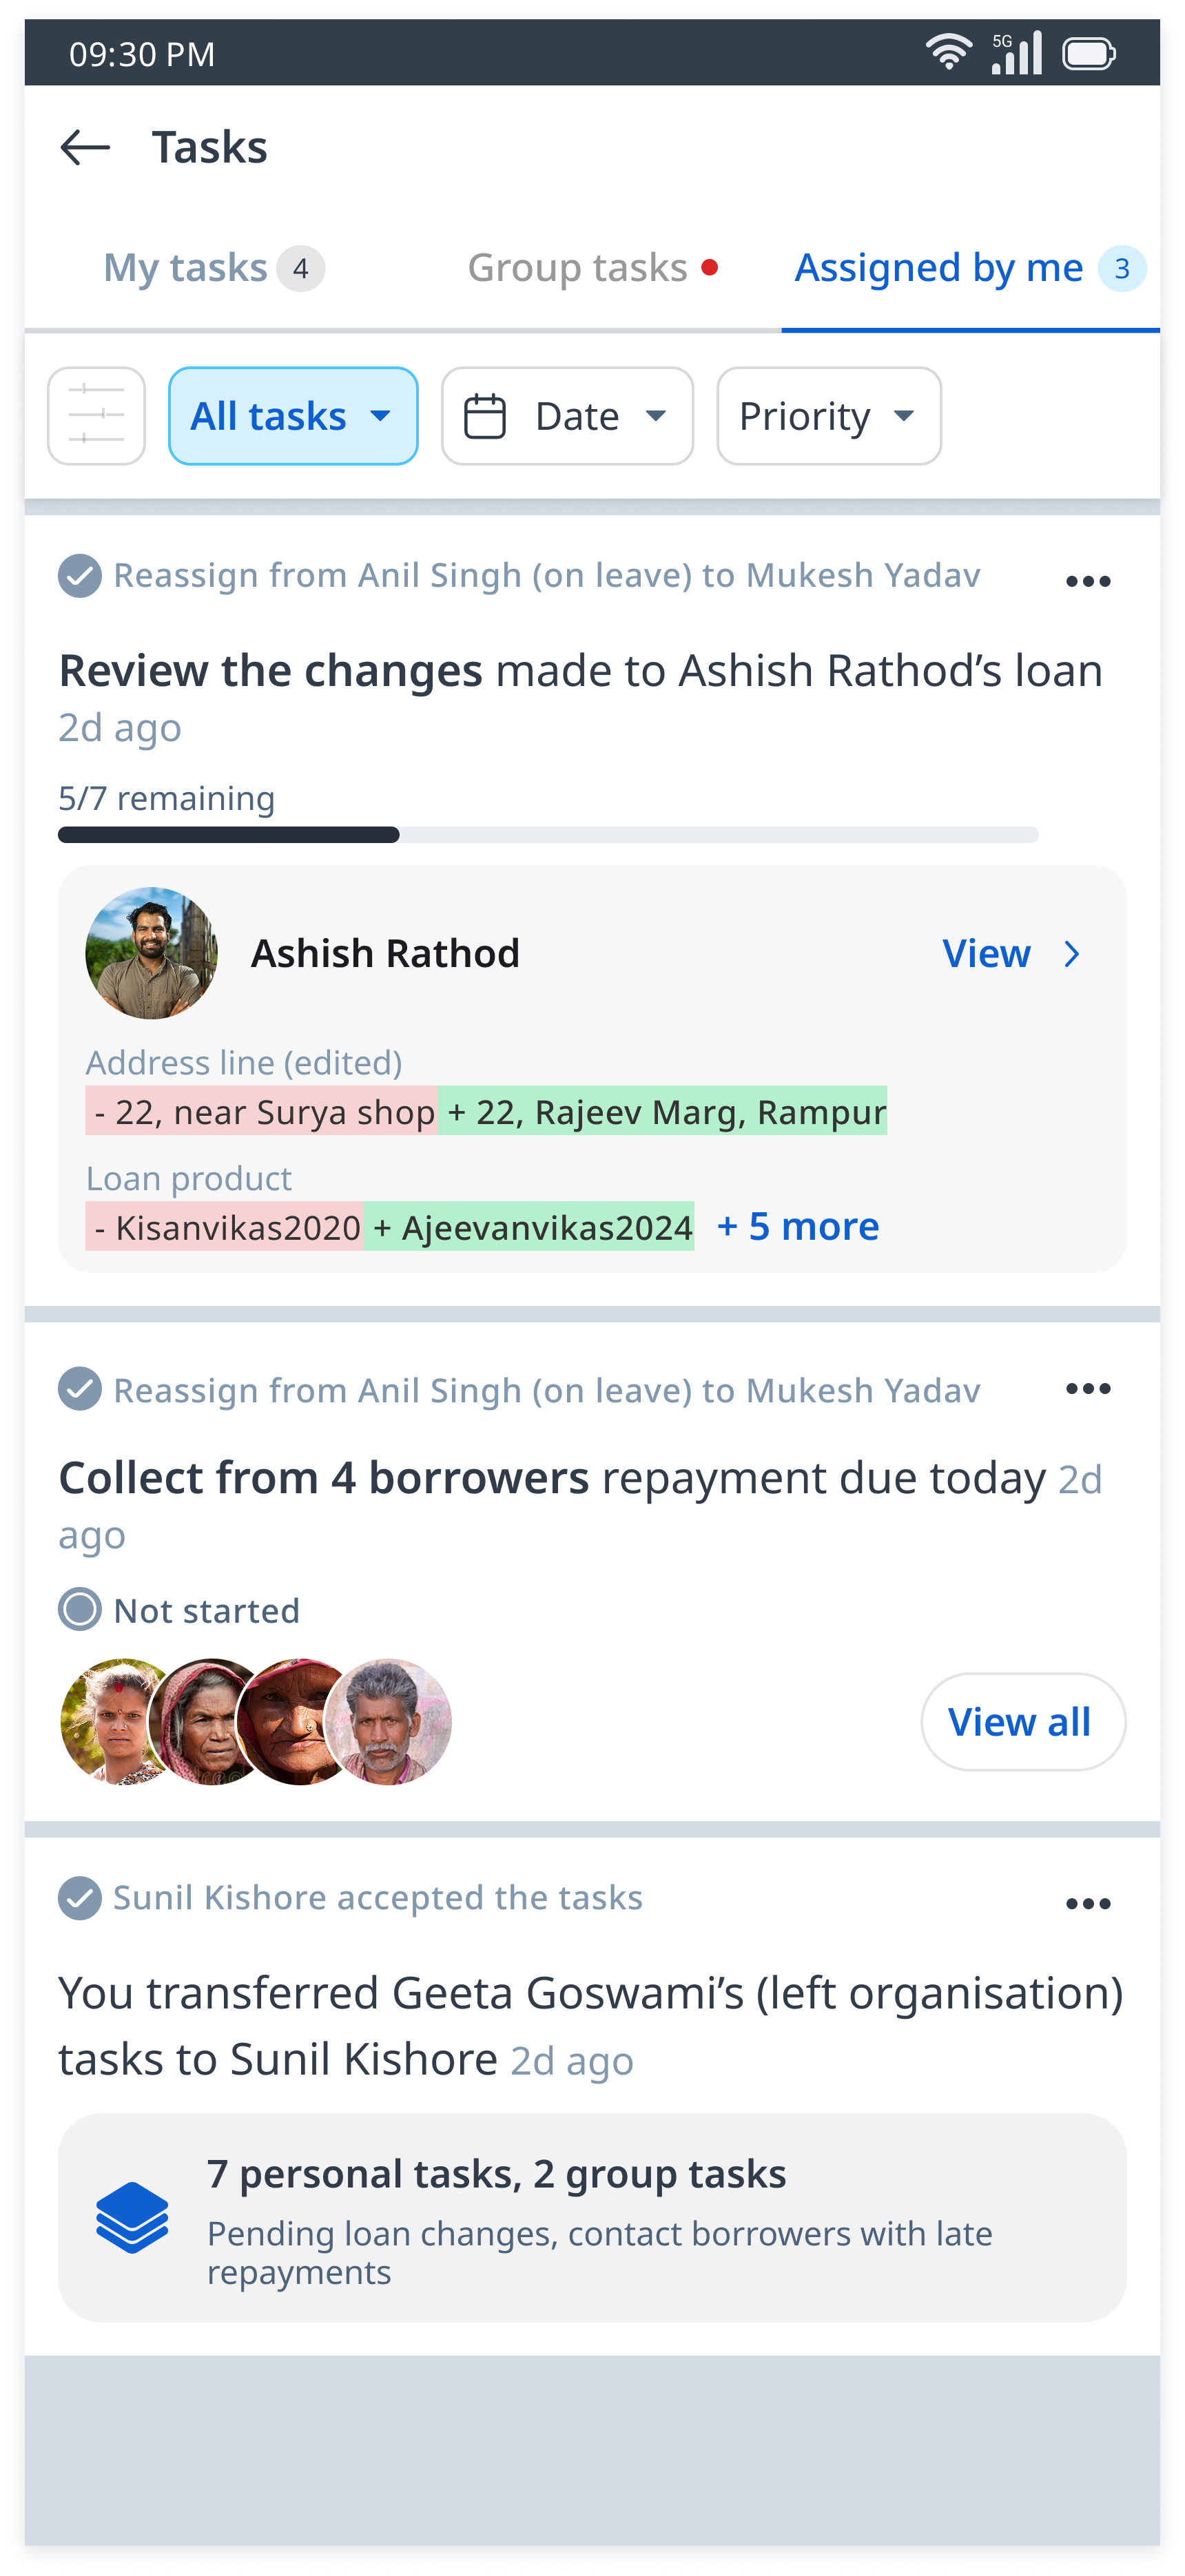 09:30 PM
5G
Tasks
My tasks 4
Group tasks
Assigned by me 3
All tasks
Date
Priority
Reassign from Anil Singh (on leave) to Mukesh Yadav
Review the changes made to Ashish Rathod’s loan
2d ago
5/7 remaining
Ashish Rathod
View
Address line (edited)
- 22, near Surya shop + 22, Rajeev Marg, Rampur
Loan product
- Kisanvikas2020 + Ajeevanvikas2024 + 5 more
Reassign from Anil Singh (on leave) to Mukesh Yadav
Collect from 4 borrowers repayment due today 2d
ago
Not started
View all
Sunil Kishore accepted the tasks
You transferred Geeta Goswami’s (left organisation)
tasks to Sunil Kishore 2d ago
7 personal tasks, 2 group tasks
Pending loan changes, contact borrowers with late
repayments